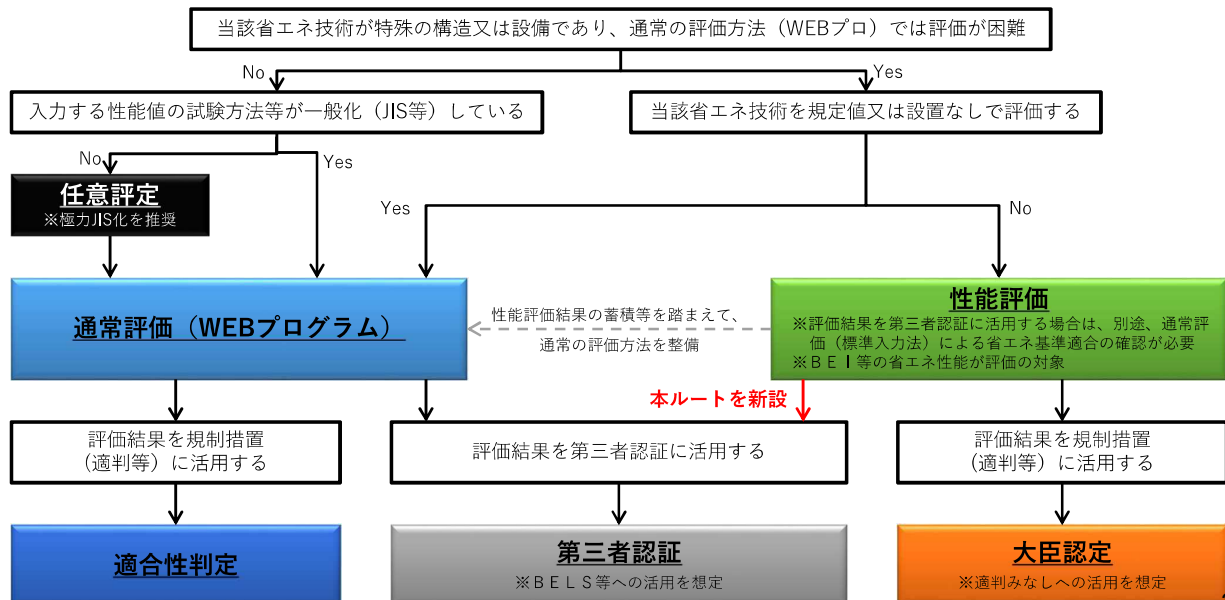 当該省エネ技術が特殊の構造又は設備であり、通常の評価方法（WEBプロ）では評価が困難
No
Yes
入力する性能値の試験方法等が一般化（JIS等）している
当該省エネ技術を規定値又は設置なしで評価する
No
Yes
任意評定
※極力JIS化を推奨
Yes
No
通常評価（WEBプログラム）
性能評価結果の蓄積等を踏まえて、
通常の評価方法を整備
性能評価
※評価結果を第三者認証に活用する場合は、別途、通常評
価（標準入力法）による省エネ基準適合の確認が必要
※ＢＥＩ等の省エネ性能が評価の対象
本ルートを新設
評価結果を規制措置
（適判等）に活用する
評価結果を第三者認証に活用する
評価結果を規制措置
（適判等）に活用する
適合性判定
第三者認証
※ＢＥＬＳ等への活用を想定
大臣認定
※適判みなしへの活用を想定